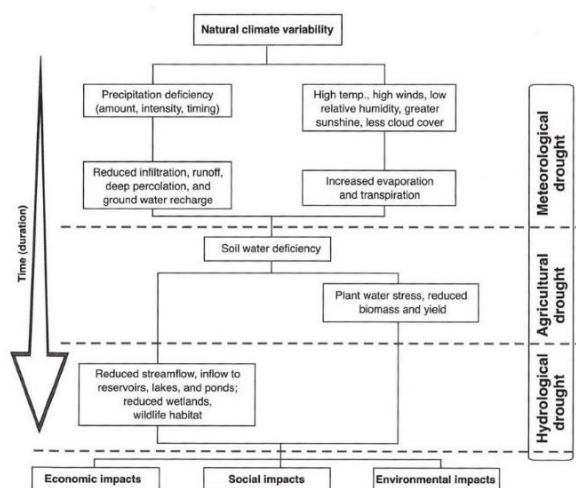 Natural climate variability
Precipitation deficiency
(amount, intensity, timing)
High temp., high winds, low
relative humidity, greater
sunshine, less cloud cover
Reduced infiltration, runoff,
deep percolation, and
ground water recharge
Increased evaporation
and transpiration
Meteorological
drought
Time (duration)
Soil water deficiency
Plant water stress, reduced
biomass and yield
Agricultural
drought
Reduced streamflow, inflow to
reservoirs, lakes, and ponds;
reduced wetlands,
wildlife habitat
Hydrological
drought
Economic impacts
Social impacts
Environmental impacts